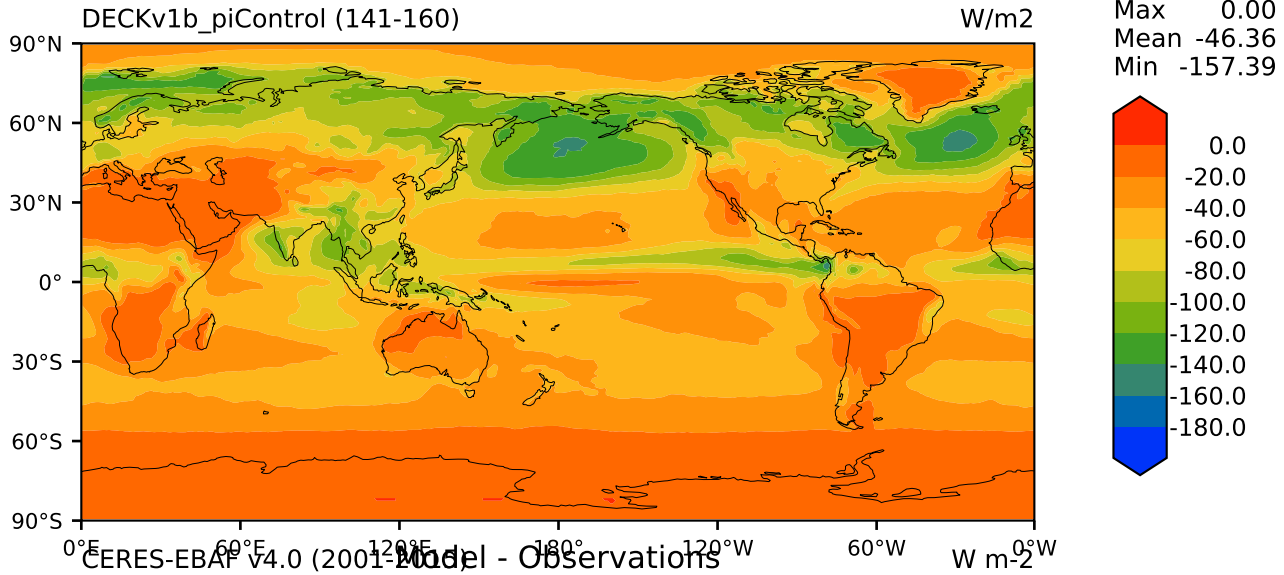 DECKv1b_piControl (141-160) W/m2
Max 0.00
Mean -46.36
Min -157.39
90°N
60°N
30°N
0°
30°S
60°S
90°S
0.0
-20.0
-40.0
-60.0
-80.0
-100.0
-120.0
-140.0
-160.0
-180.0
0°E 60°E 120°E 180° 120°W 60°W 0°W
CERES-EBAF v4.0 (2001- Model - Observations W m-2